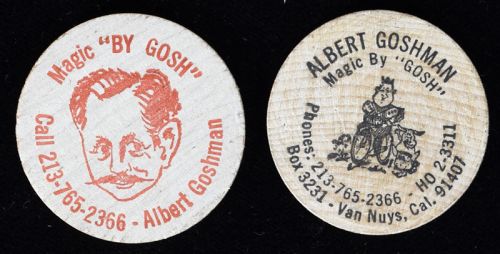 Magic "BY GOSH"
Call 213-765-2366 - Albert Goshman
ALBERT GOSHMAN
Magic By "GOSH"
Phones: 213-765-2366 HO 2-3311
Box 3231 - Van Nuys, Cal. 91407